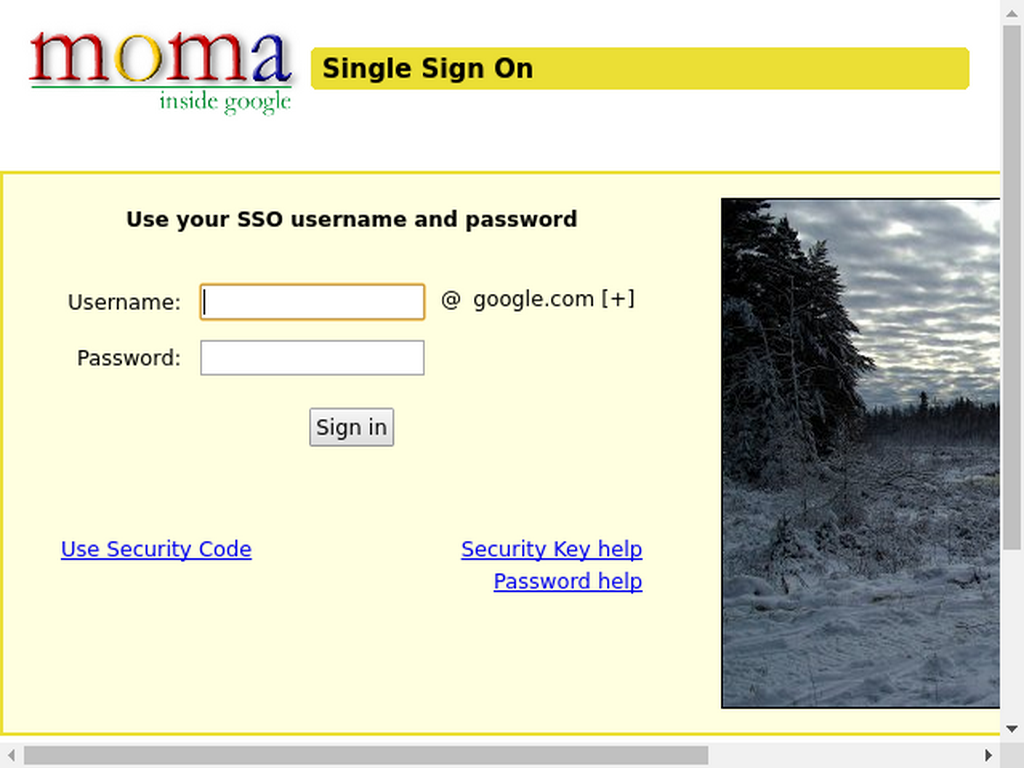 moma
inside google
Single Sign On
Use your SSO username and password
Username: @ google.com [+]
Password:
Sign in
Use Security Code
Security Key help
Password help